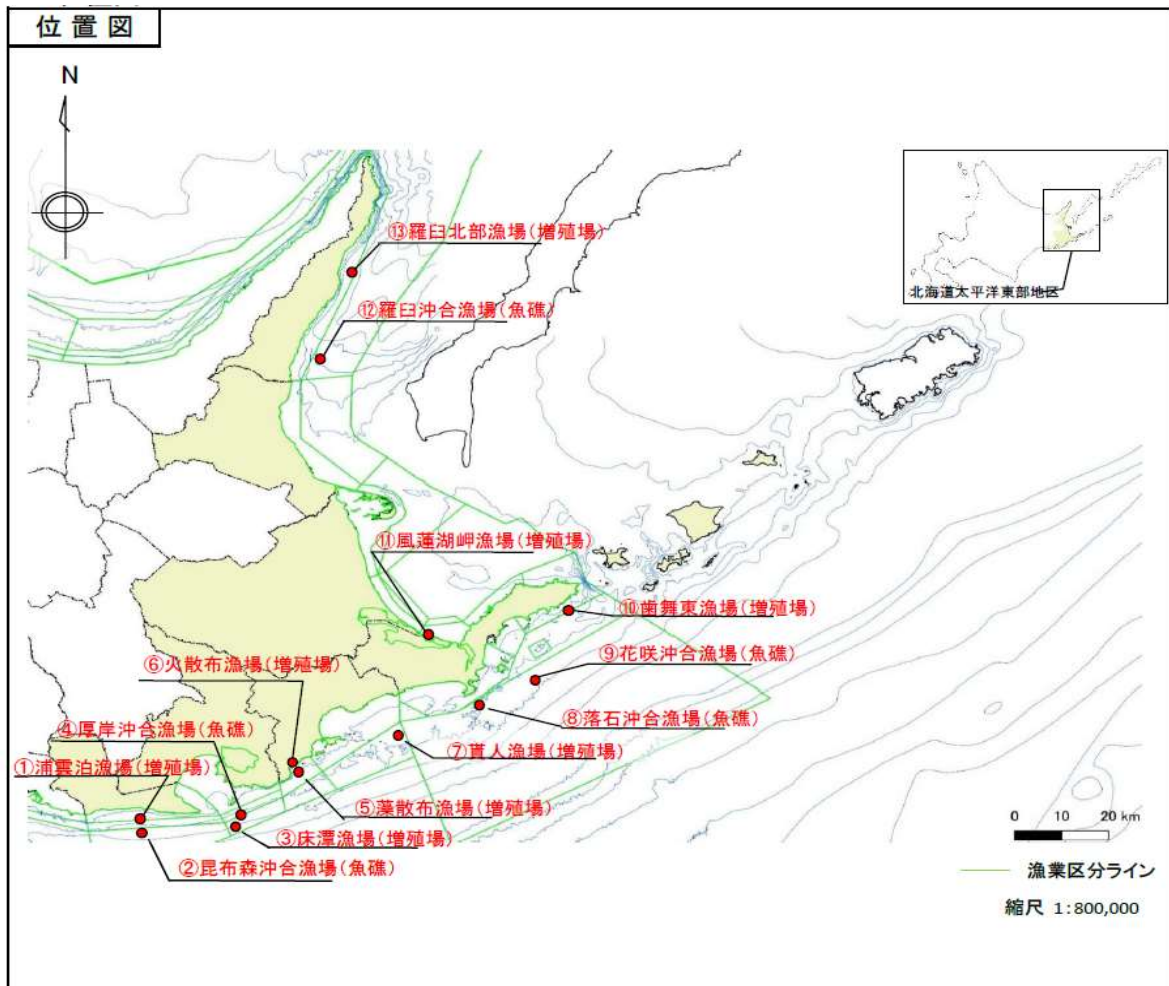 位置図
N
⑬羅臼北部漁場(増殖場)
⑫羅臼沖合漁場(魚礁)
北海道太平洋東部地区
⑪風蓮湖岬漁場(増殖場)
⑩歯舞東漁場(増殖場)
⑥火散布漁場(増殖場)
⑨花咲沖合漁場(魚礁)
④厚岸沖合漁場(魚礁)
⑧落石沖合漁場(魚礁)
⑦貰人漁場(増殖場)
①浦雲泊漁場(増殖場)
⑤藻散布漁場(増殖場)
③床潭漁場(増殖場)
②昆布森沖合漁場(魚礁)
0 10 20 km
漁業区分ライン
縮尺 1:800,000